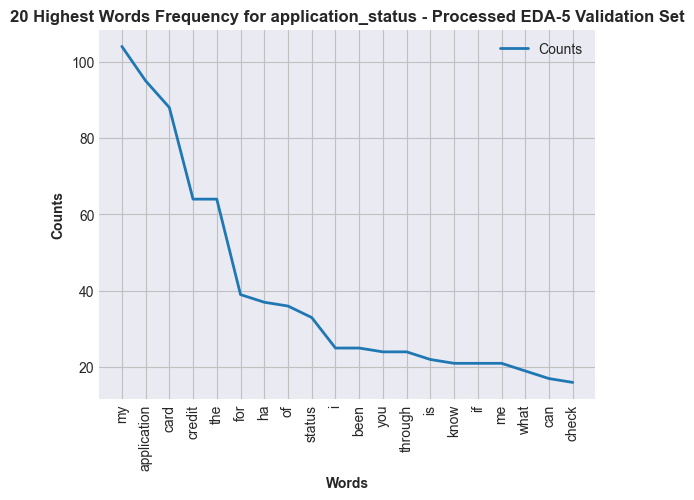 20 Highest Words Frequency for application_status - Processed EDA-5 Validation Set
Counts
100
80
60
40
20
Counts
my
application
card
credit
the
for
ha
of
status
i
been
you
through
is
know
if
me
what
can
check
Words